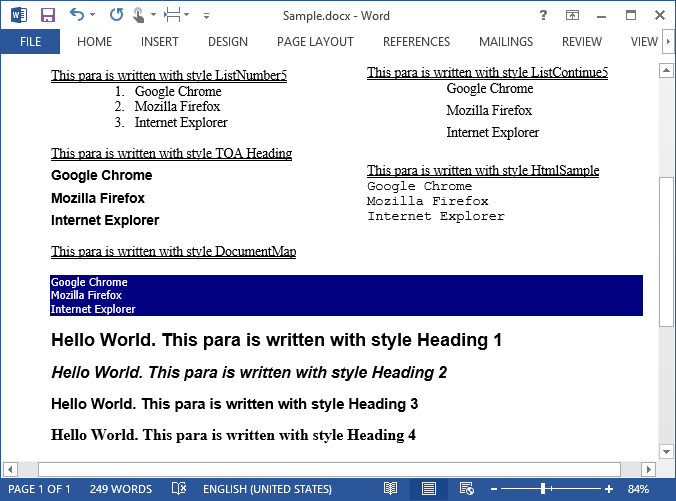 Sample.docx - Word
?
FILE HOME INSERT DESIGN PAGE LAYOUT REFERENCES MAILINGS REVIEW VIEW
This para is written with style ListNumber5
1. Google Chrome
2. Mozilla Firefox
3. Internet Explorer
This para is written with style ListContinue5
Google Chrome
Mozilla Firefox
Internet Explorer
This para is written with style TOA Heading
Google Chrome
Mozilla Firefox
Internet Explorer
This para is written with style HtmlSample
Google Chrome
Mozilla Firefox
Internet Explorer
This para is written with style DocumentMap
Google Chrome
Mozilla Firefox
Internet Explorer
Hello World. This para is written with style Heading 1
Hello World. This para is written with style Heading 2
Hello World. This para is written with style Heading 3
Hello World. This para is written with style Heading 4
PAGE 1 OF 1 249 WORDS ENGLISH (UNITED STATES) 84%